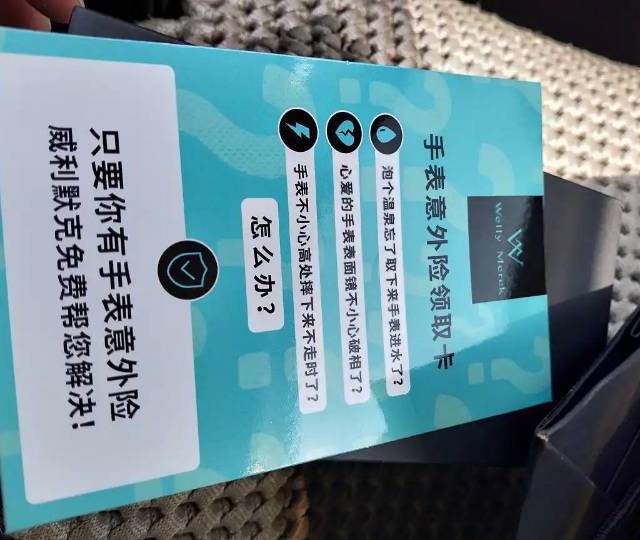 Welly Merck
手表意外险领取卡
泡个温泉忘了取下来手表进水了?
心爱的手表表面镜不小心破相了?
手表不小心高处摔下来不走时了?
怎么办?
只要你有手表意外险
威利默克免费帮您解决!